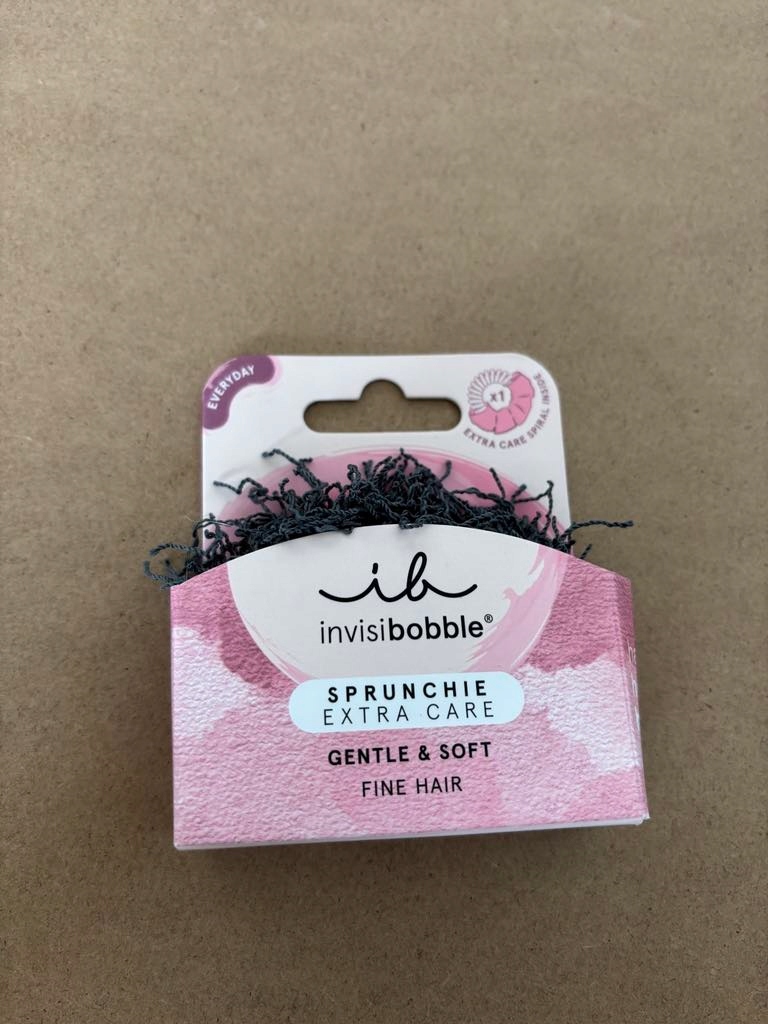 EVERYDAY
x1
EXTRA CARE SPIRAL INSIDE
ib
invisibobble®
SPRUNCHIE
EXTRA CARE
GENTLE & SOFT
FINE HAIR